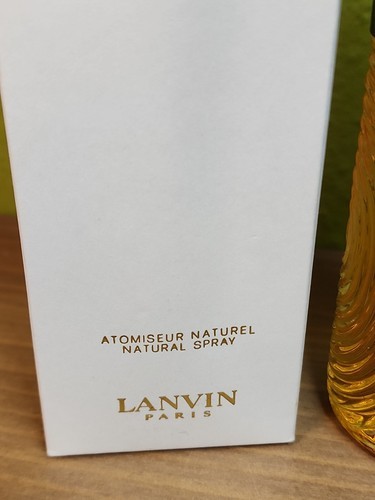 ATOMISEUR NATUREL
NATURAL SPRAY
LANVIN
PARIS